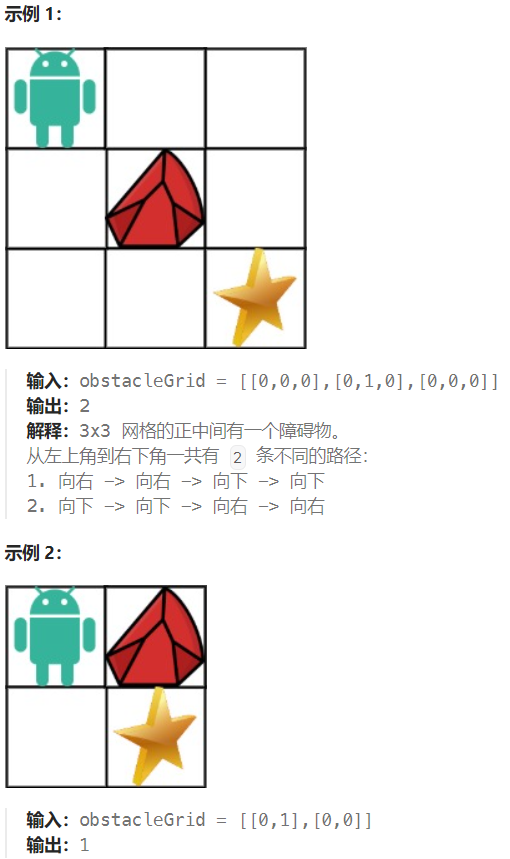 示例 1：
输入：obstacleGrid = [[0,0,0],[0,1,0],[0,0,0]]
输出：2
解释：3x3 网格的正中间有一个障碍物。
从左上角到右下角一共有 2 条不同的路径：
1. 向右 -> 向右 -> 向下 -> 向下
2. 向下 -> 向下 -> 向右 -> 向右
示例 2：
输入：obstacleGrid = [[0,1],[0,0]]
输出：1